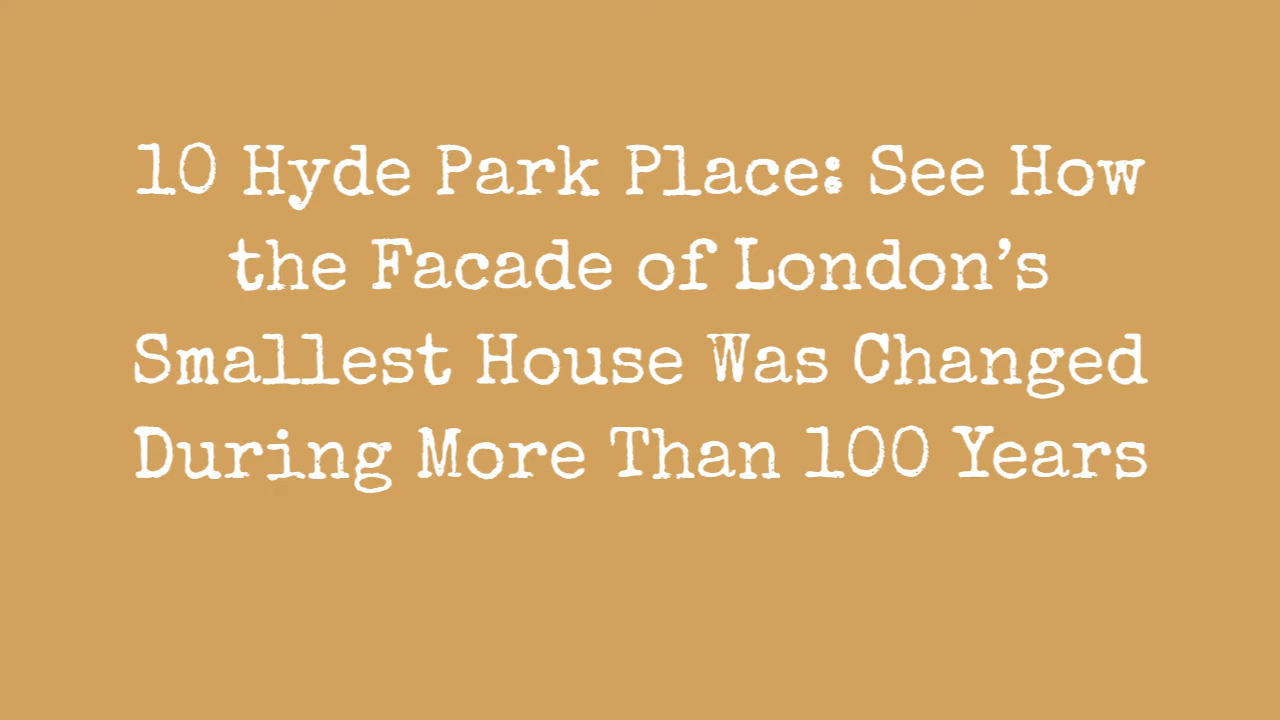 10 Hyde Park Place: See How
the Facade of London’s
Smallest House Was Changed
During More Than 100 Years